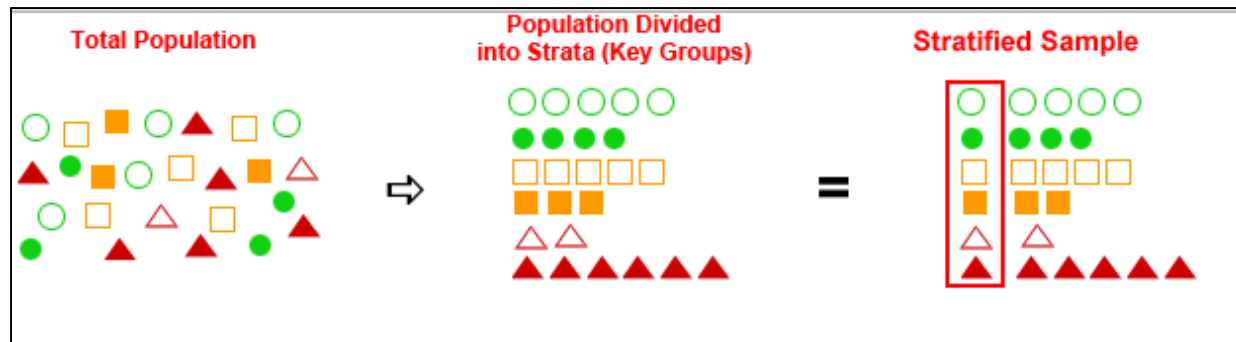 Total Population
Population Divided
into Strata (Key Groups)
Stratified Sample
=